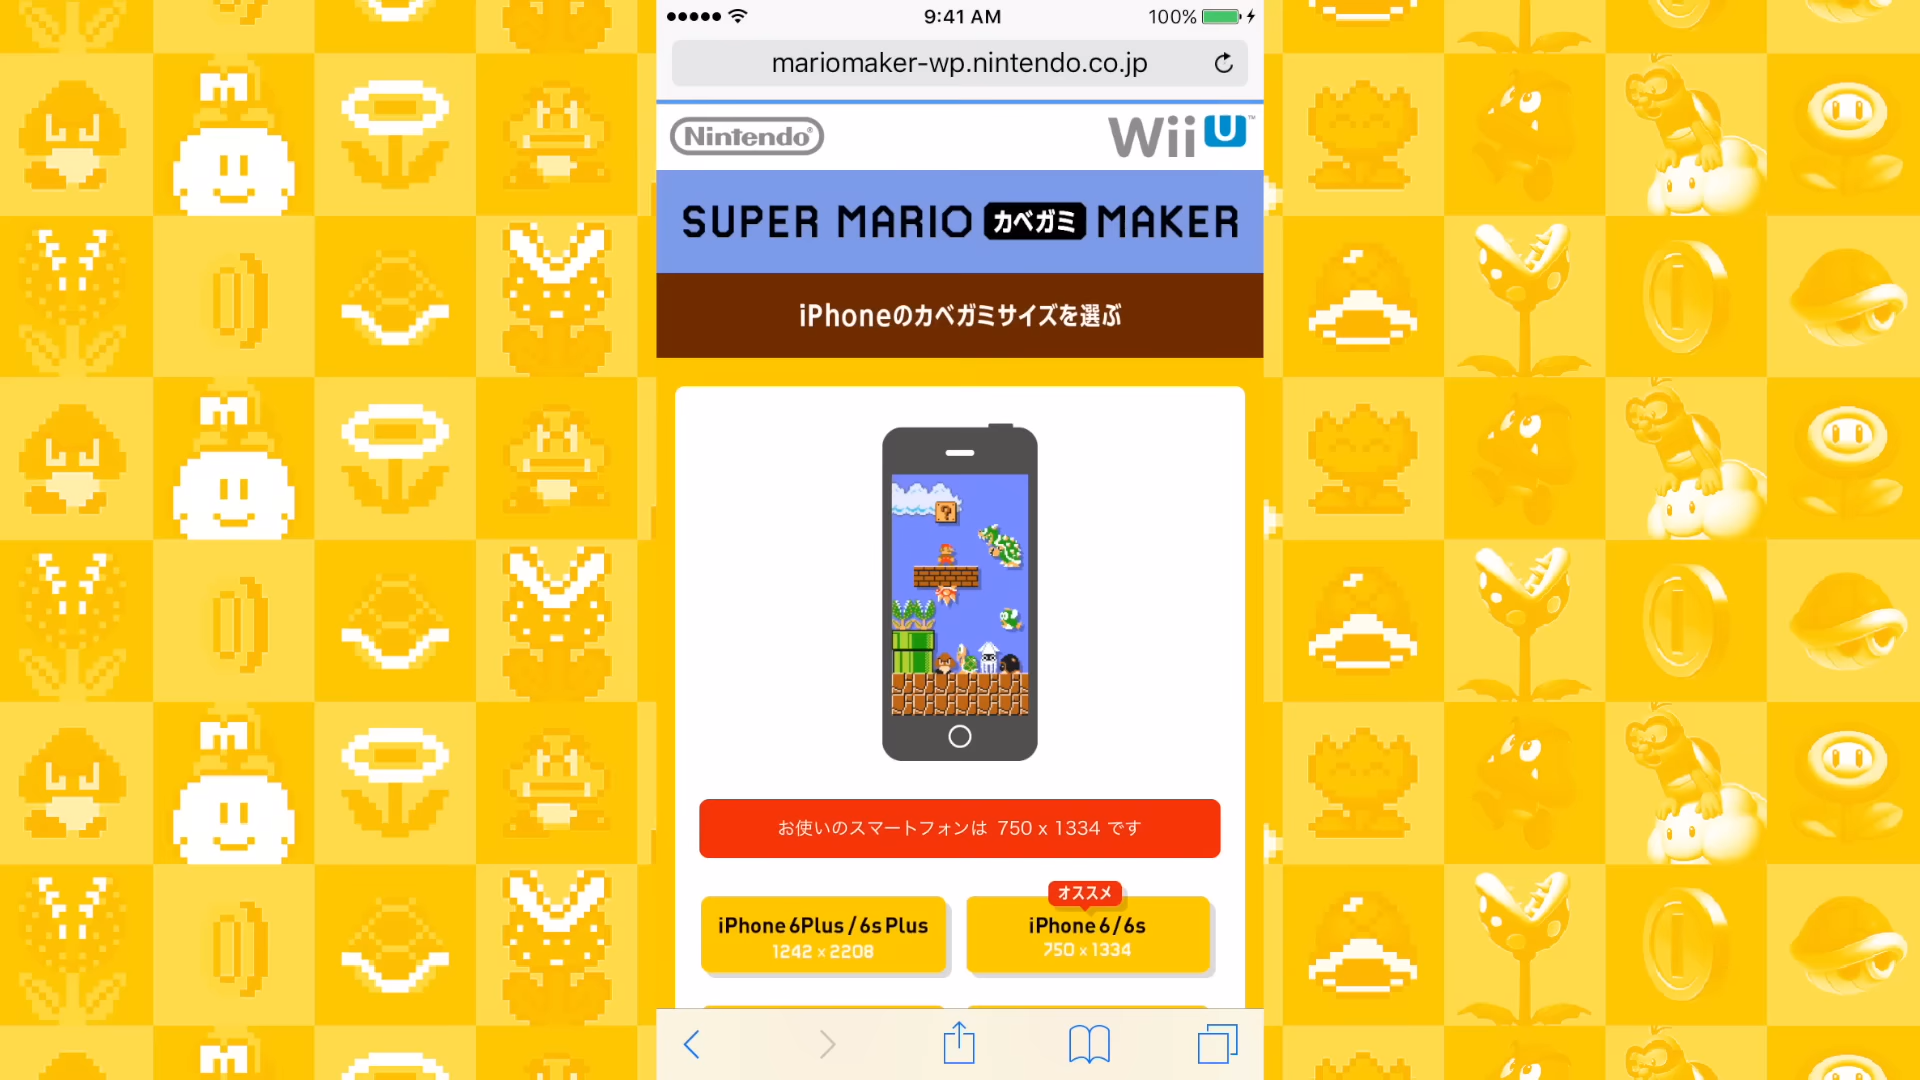 9:41 AM
100%
mariomaker-wp.nintendo.co.jp
Nintendo®
Wii U™
SUPER MARIO カベガミ MAKER
iPhoneのカベガミサイズを選ぶ
?
お使いのスマートフォンは 750 x 1334 です
オススメ
iPhone 6Plus / 6s Plus
1242 x 2208
iPhone 6 / 6s
750 x 1334